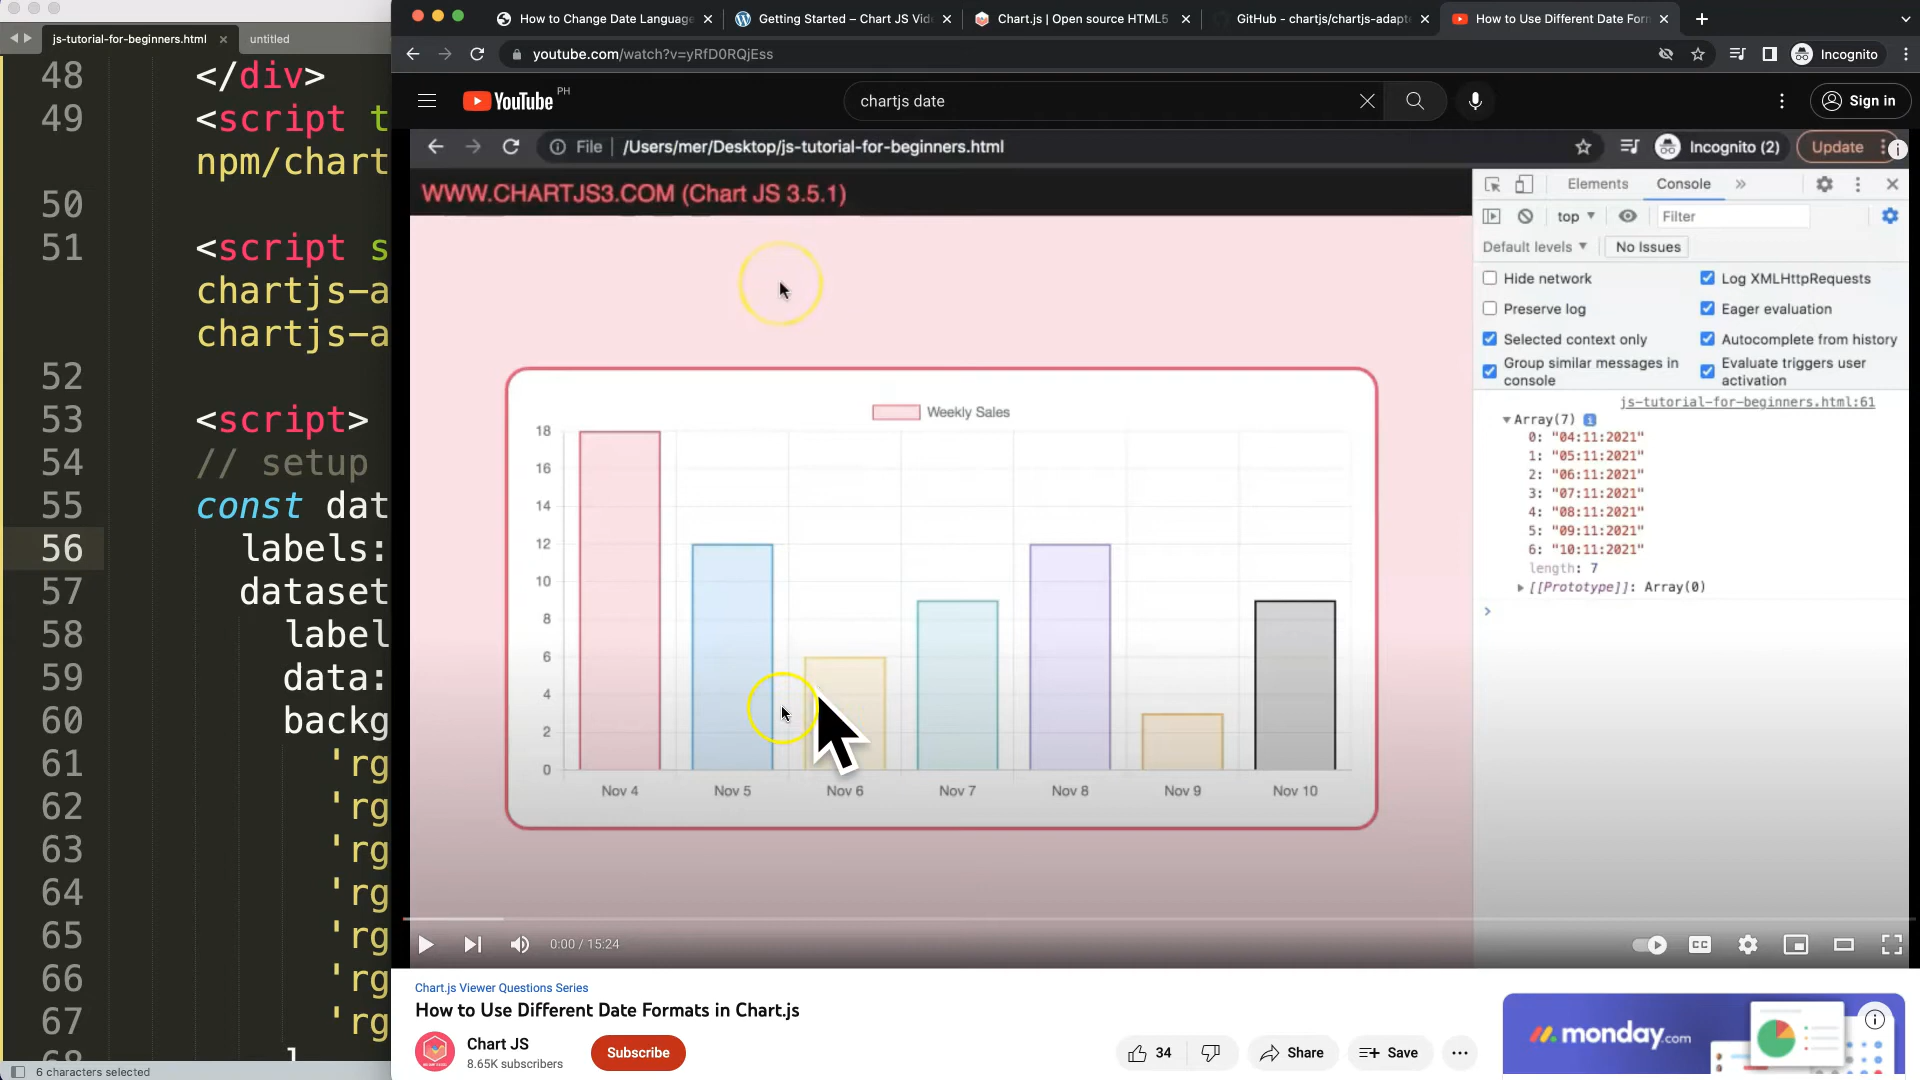 js-tutorial-for-beginners.html
untitled
48 </div>
49 <script t
npm/chart
50
51 <script s
chartjs-a
chartjs-a
52
53 <script>
54 // setup
55 const dat
56 labels:
57 dataset
58 label
59 data:
60 backg
61 'rg
62 'rg
63 'rg
64 'rg
65 'rg
66 'rg
67 'rg
68 ]
6 characters selected
How to Change Date Language
Getting Started – Chart JS Vid
Chart.js | Open source HTML5
GitHub - chartjs/chartjs-adapt
How to Use Different Date For
youtube.com/watch?v=yRfD0RQjEss
Incognito
YouTube PH
chartjs date
Sign in
File | /Users/mer/Desktop/js-tutorial-for-beginners.html
Incognito (2)
Update
WWW.CHARTJS3.COM (Chart JS 3.5.1)
Elements
Console
top
Filter
Default levels
No Issues
Hide network
Log XMLHttpRequests
Preserve log
Eager evaluation
Selected context only
Autocomplete from history
Group similar messages in
console
Evaluate triggers user
activation
js-tutorial-for-beginners.html:61
Array(7)
0: "04:11:2021"
1: "05:11:2021"
2: "06:11:2021"
3: "07:11:2021"
4: "08:11:2021"
5: "09:11:2021"
6: "10:11:2021"
length: 7
[[Prototype]]: Array(0)
Weekly Sales
18
16
14
12
10
8
6
4
2
0
Nov 4
Nov 5
Nov 6
Nov 7
Nov 8
Nov 9
Nov 10
0:00 / 15:24
CC
Chart.js Viewer Questions Series
How to Use Different Date Formats in Chart.js
Chart JS
8.65K subscribers
Subscribe
34
Share
Save
monday.com